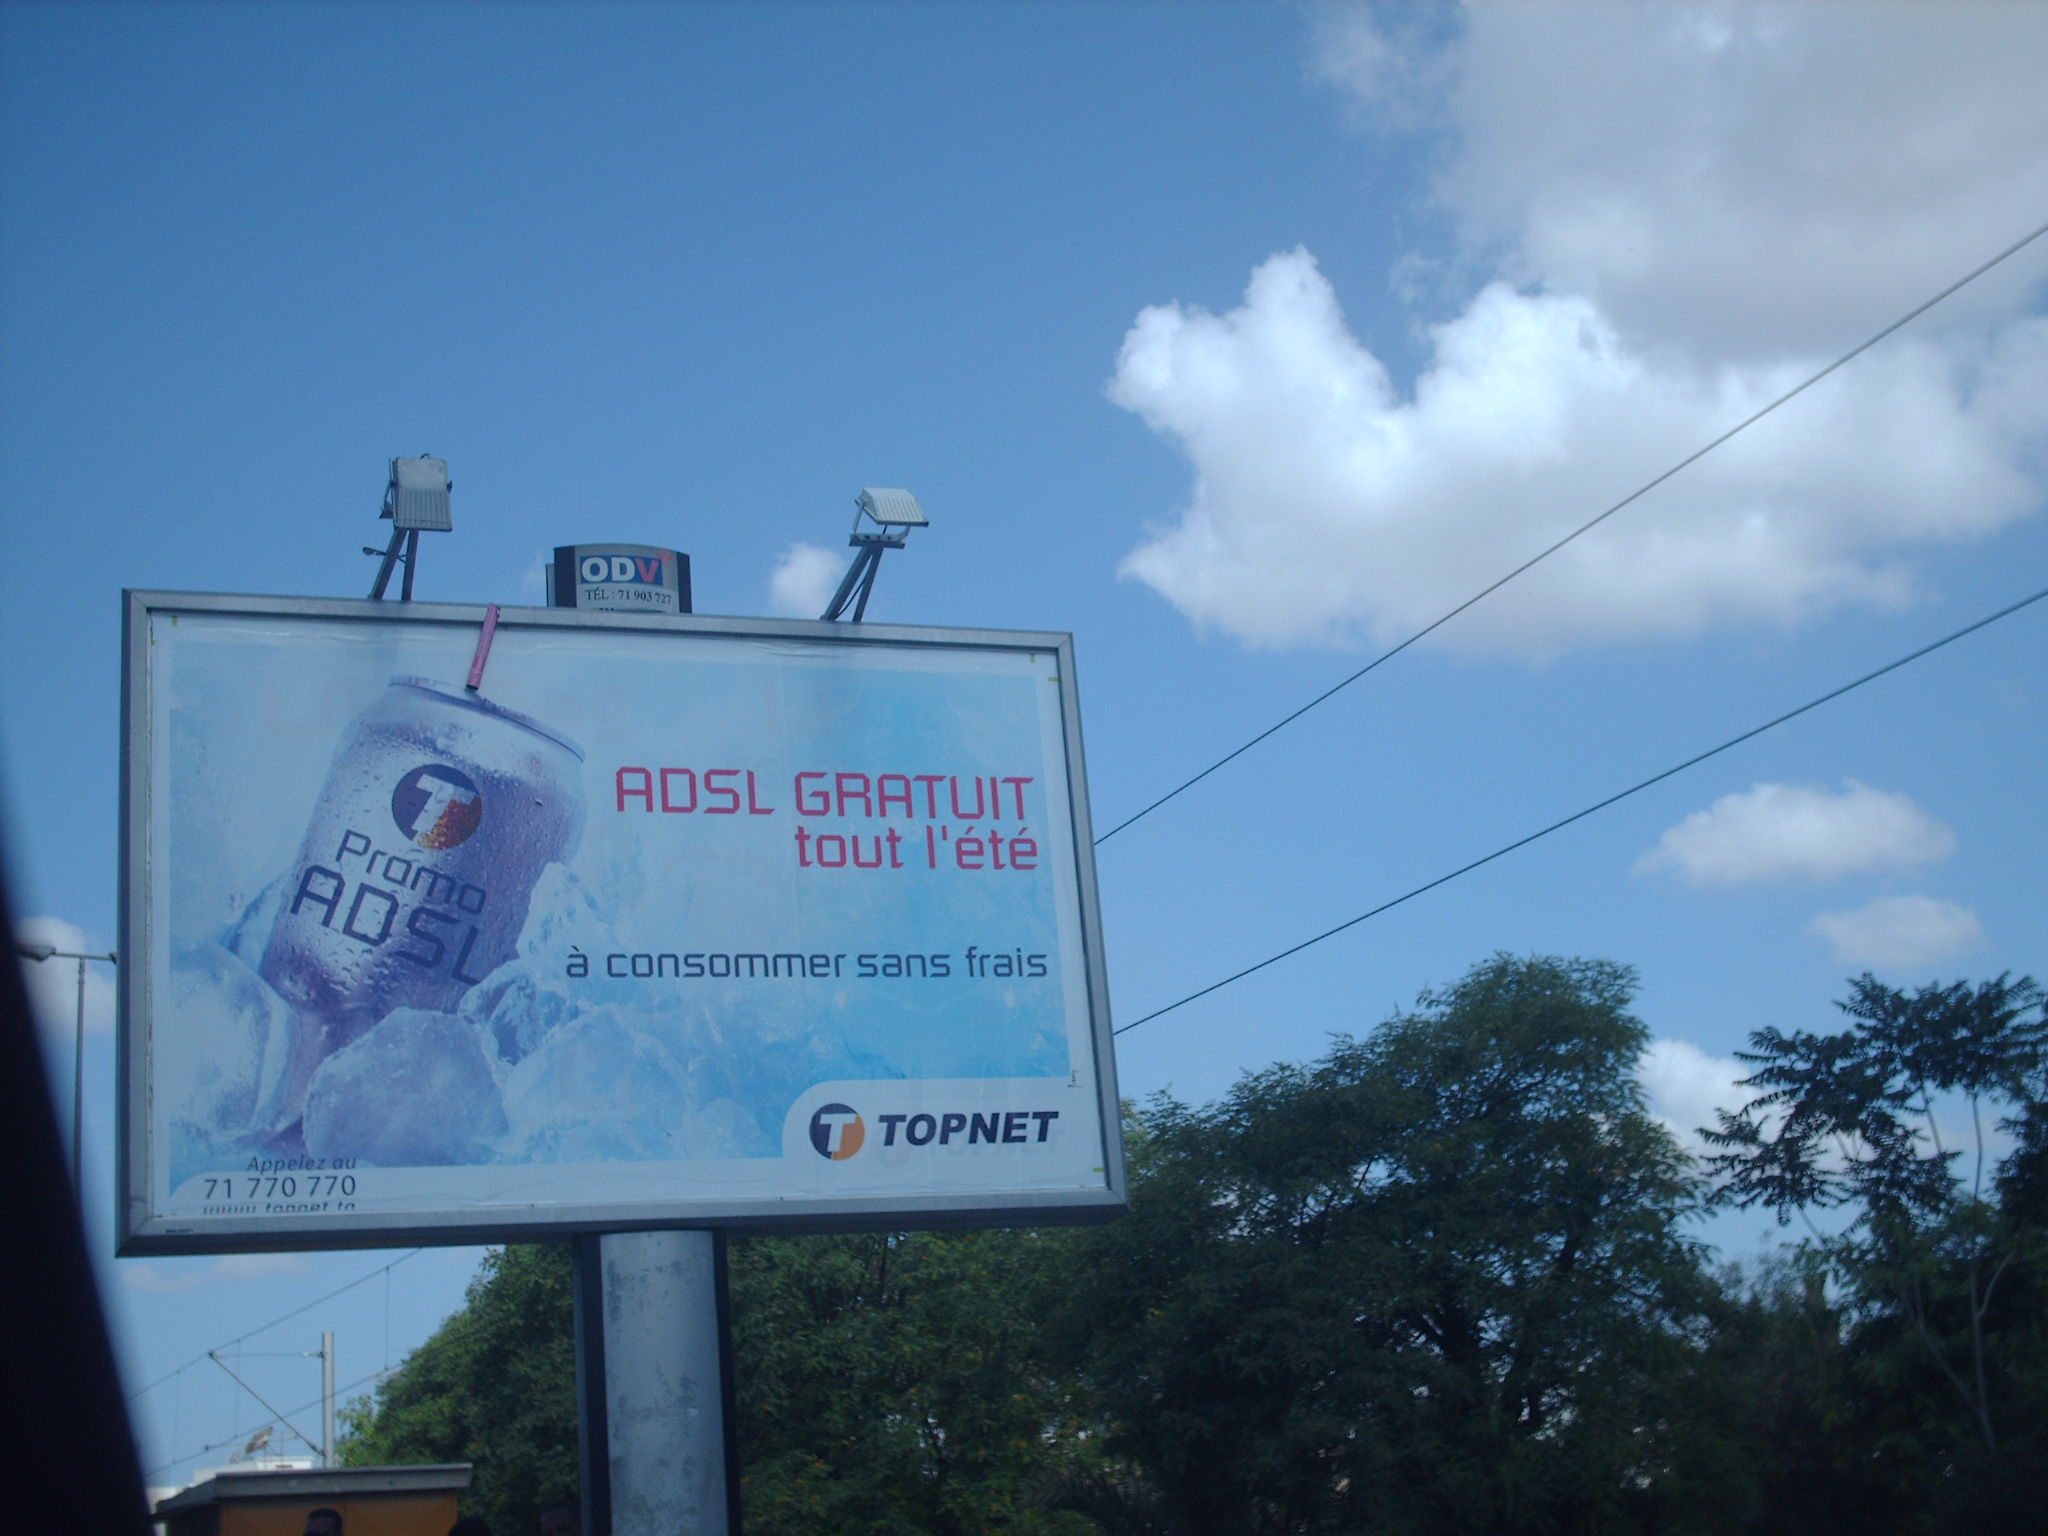 ODV
TÉL : 71 903 727
T
Promo
ADSL
ADSL GRATUIT
tout l'été
à consommer sans frais
T TOPNET
Appelez au
71 770 770